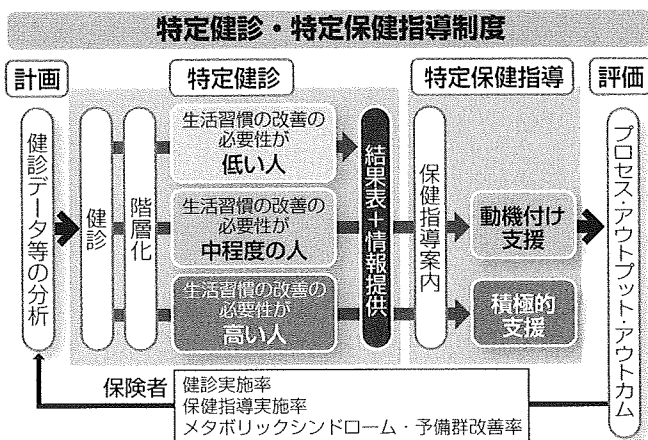 特定健診・特定保健指導制度
計画
特定健診
特定保健指導
評価
健診データ等の分析
健診
階層化
生活習慣の改善の
必要性が
低い人
生活習慣の改善の
必要性が
中程度の人
生活習慣の改善の
必要性が
高い人
結果表+情報提供
保健指導案内
動機付け
支援
積極的
支援
プロセス・アウトプット・アウトカム
保険者
健診実施率
保健指導実施率
メタボリックシンドローム・予備群改善率